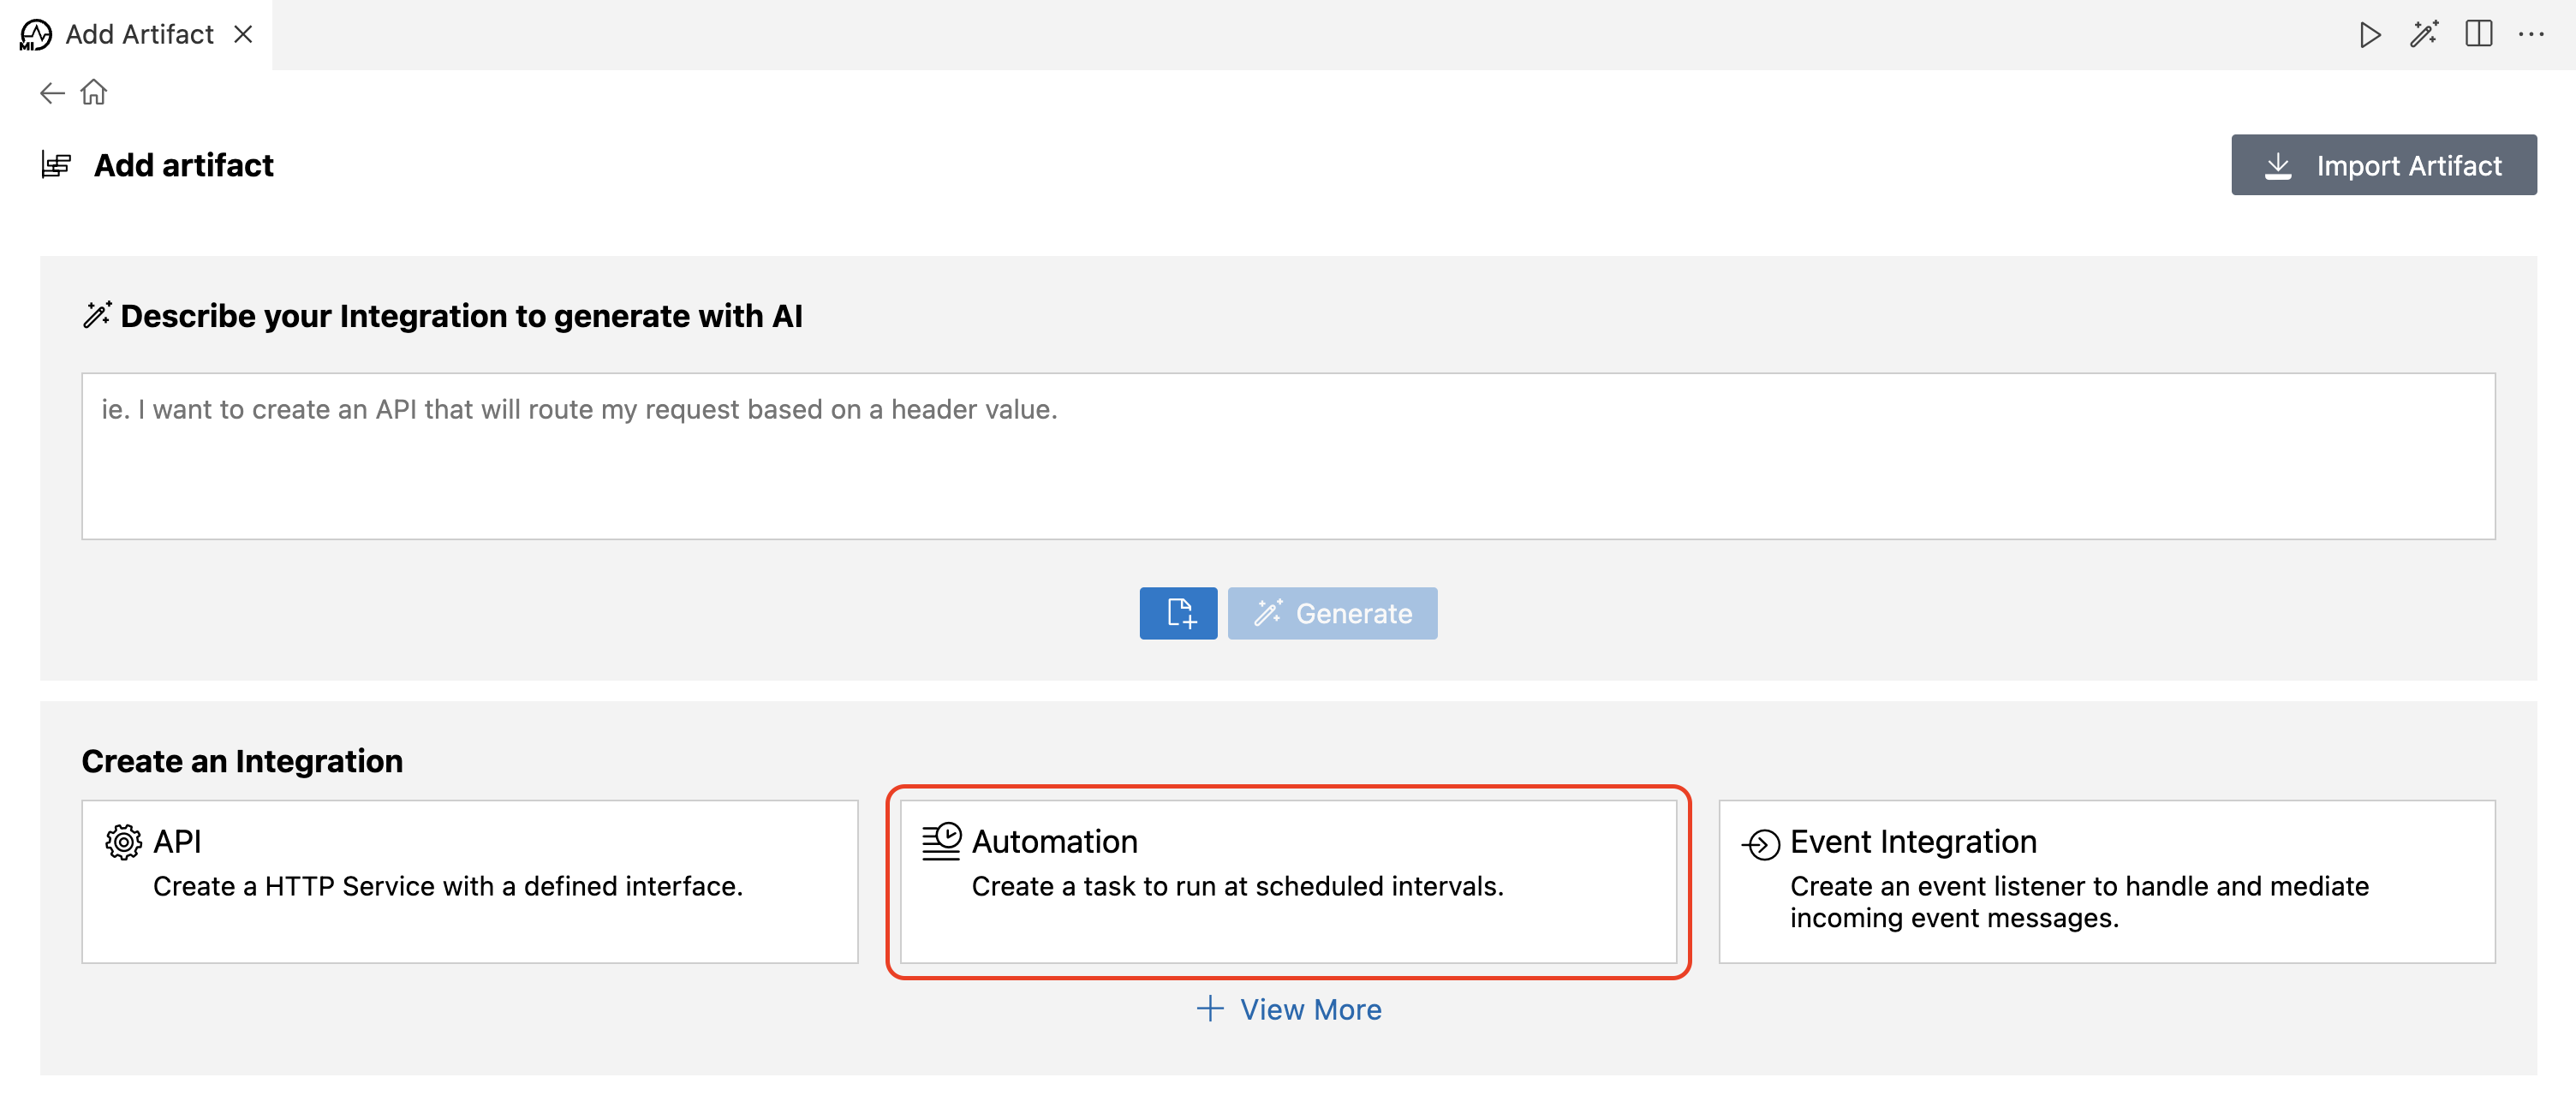 MI Add Artifact
Add artifact
Import Artifact
Describe your Integration to generate with AI
ie. I want to create an API that will route my request based on a header value.
Generate
Create an Integration
API
Create a HTTP Service with a defined interface.
Automation
Create a task to run at scheduled intervals.
Event Integration
Create an event listener to handle and mediate
incoming event messages.
View More